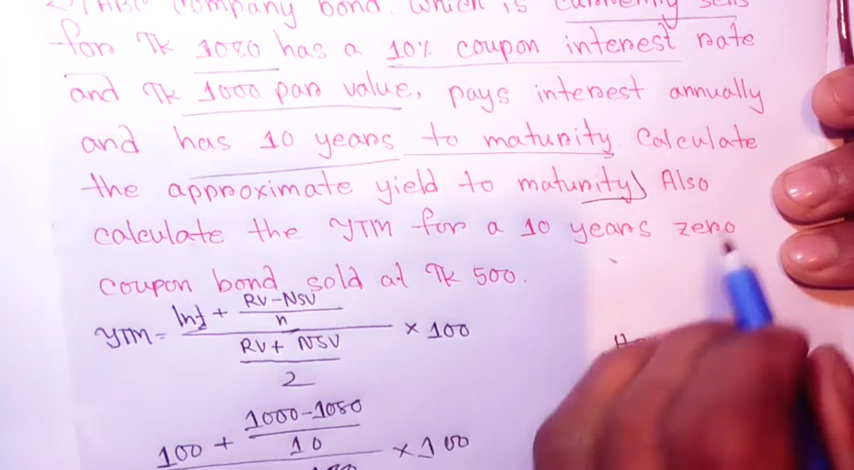 ABC Company bond. Which is currently sells
for Tk 1080 has a 10% coupon interest rate
and Tk 1000 par value, pays interest annually
and has 10 years to maturity. Calculate
the approximate yield to maturity) Also
calculate the YTM for a 10 years zero
coupon bond sold at Tk 500.
YTM = Int + RV-NSV / n / RV + NSV / 2 × 100
100 + 1000-1080 / 10 × 100